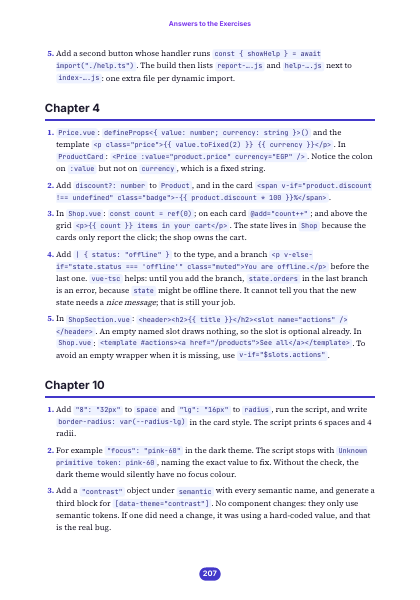 Answers to the Exercises
5. Add a second button whose handler runs const { showHelp } = await
import("./help.ts") . The build then lists report-….js and help-….js next to
index-….js : one extra file per dynamic import.
Chapter 4
1. Price.vue : defineProps<{ value: number; currency: string }>() and the
template <p class="price">{{ value.toFixed(2) }} {{ currency }}</p> . In
ProductCard : <Price :value="product.price" currency="EGP" /> . Notice the colon
on :value but not on currency , which is a fixed string.
2. Add discount?: number to Product , and in the card <span v-if="product.discount
!== undefined" class="badge">−{{ product.discount * 100 }}%</span> .
3. In Shop.vue : const count = ref(0) ; on each card @add="count++" ; and above the
grid <p>{{ count }} items in your cart</p> . The state lives in Shop because the
cards only report the click; the shop owns the cart.
4. Add | { status: "offline" } to the type, and a branch <p v-else-
if="state.status === 'offline'" class="muted">You are offline.</p> before the
last one. vue-tsc helps: until you add the branch, state.orders in the last branch
is an error, because state might be offline there. It cannot tell you that the new
state needs a nice message; that is still your job.
5. In ShopSection.vue : <header><h2>{{ title }}</h2><slot name="actions" />
</header> . An empty named slot draws nothing, so the slot is optional already. In
Shop.vue : <template #actions><a href="/products">See all</a></template> . To
avoid an empty wrapper when it is missing, use v-if="$slots.actions" .
Chapter 10
1. Add "8": "32px" to space and "lg": "16px" to radius , run the script, and write
border-radius: var(--radius-lg) in the card style. The script prints 6 spaces and 4
radii.
2. For example "focus": "pink-60" in the dark theme. The script stops with Unknown
primitive token: pink-60 , naming the exact value to fix. Without the check, the
dark theme would silently have no focus colour.
3. Add a "contrast" object under semantic with every semantic name, and generate a
third block for [data-theme="contrast"] . No component changes: they only use
semantic tokens. If one did need a change, it was using a hard-coded value, and that
is the real bug.
207